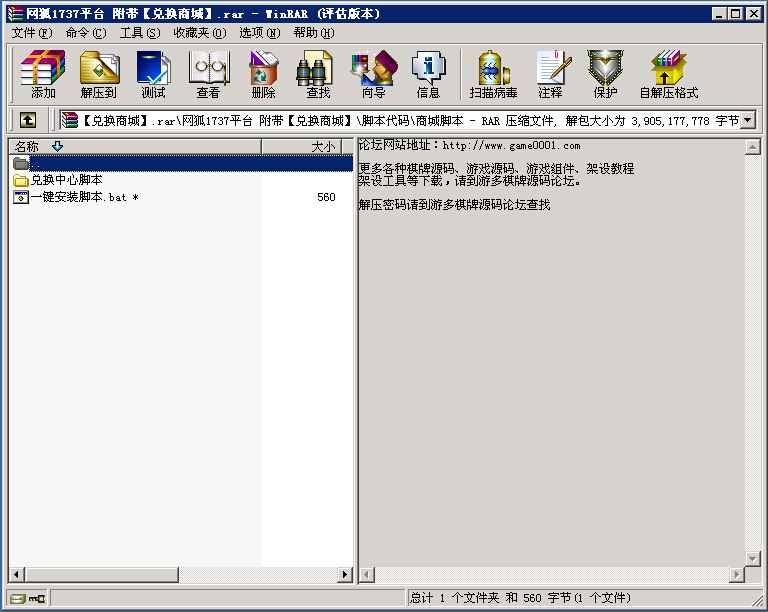 网狐1737平台 附带【兑换商城】.rar - WinRAR (评估版本)
文件(F) 命令(C) 工具(S) 收藏夹(O) 选项(N) 帮助(H)
添加 解压到 测试 查看 删除 查找 向导 信息 扫描病毒 注释 保护 自解压格式
【兑换商城】.rar\网狐1737平台 附带【兑换商城】\脚本代码\商城脚本 - RAR 压缩文件, 解包大小为 3,905,177,778 字节
名称 大小
..
兑换中心脚本
一键安装脚本.bat * 560
论坛网站地址：http://www.game0001.com
更多各种棋牌源码、游戏源码、游戏组件、架设教程
架设工具等下载，请到游多棋牌源码论坛。
解压密码请到游多棋牌源码论坛查找
总计 1 个文件夹 和 560 字节(1 个文件)